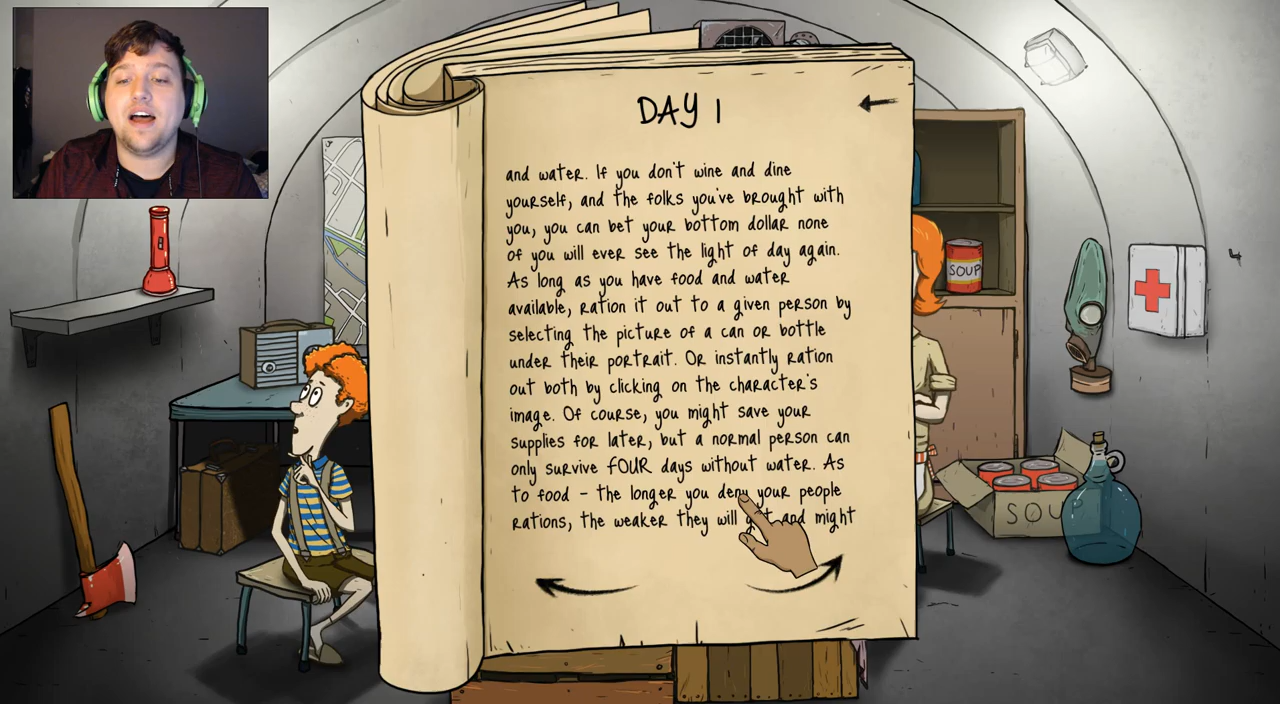 DAY 1
and water. If you don't wine and dine
yourself, and the folks you've brought with
you, you can bet your bottom dollar none
of you will ever see the light of day again.
As long as you have food and water
available, ration it out to a given person by
selecting the picture of a can or bottle
under their portrait. Or instantly ration
out both by clicking on the character's
image. Of course, you might save your
supplies for later, but a normal person can
only survive FOUR days without water. As
to food - the longer you deny your people
rations, the weaker they will get and might
SOUP
SOU